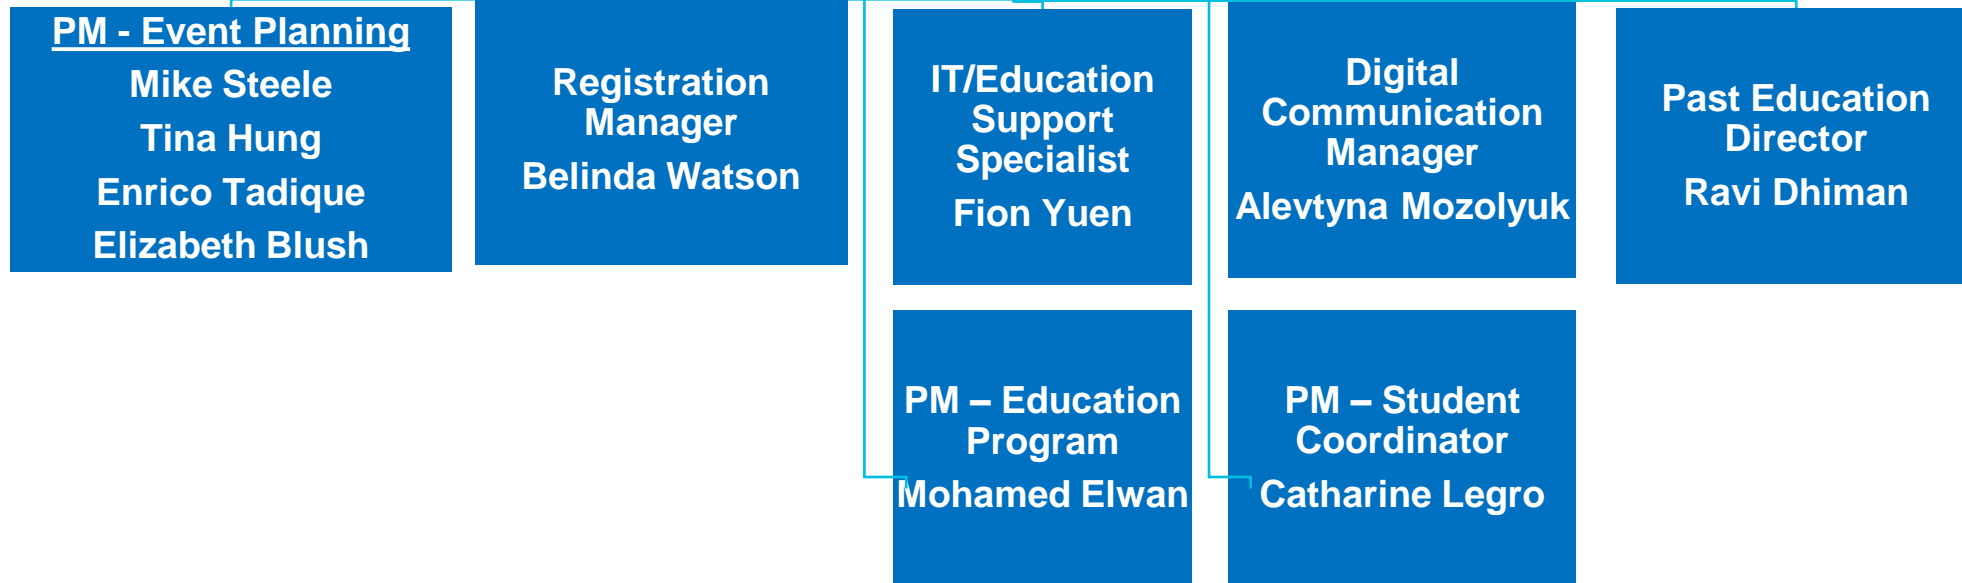 PM - Event Planning
Mike Steele
Tina Hung
Enrico Tadique
Elizabeth Blush
Registration
Manager
Belinda Watson
IT/Education
Support
Specialist
Fion Yuen
Digital
Communication
Manager
Alevtyna Mozolyuk
Past Education
Director
Ravi Dhiman
PM – Education
Program
Mohamed Elwan
PM – Student
Coordinator
Catharine Legro